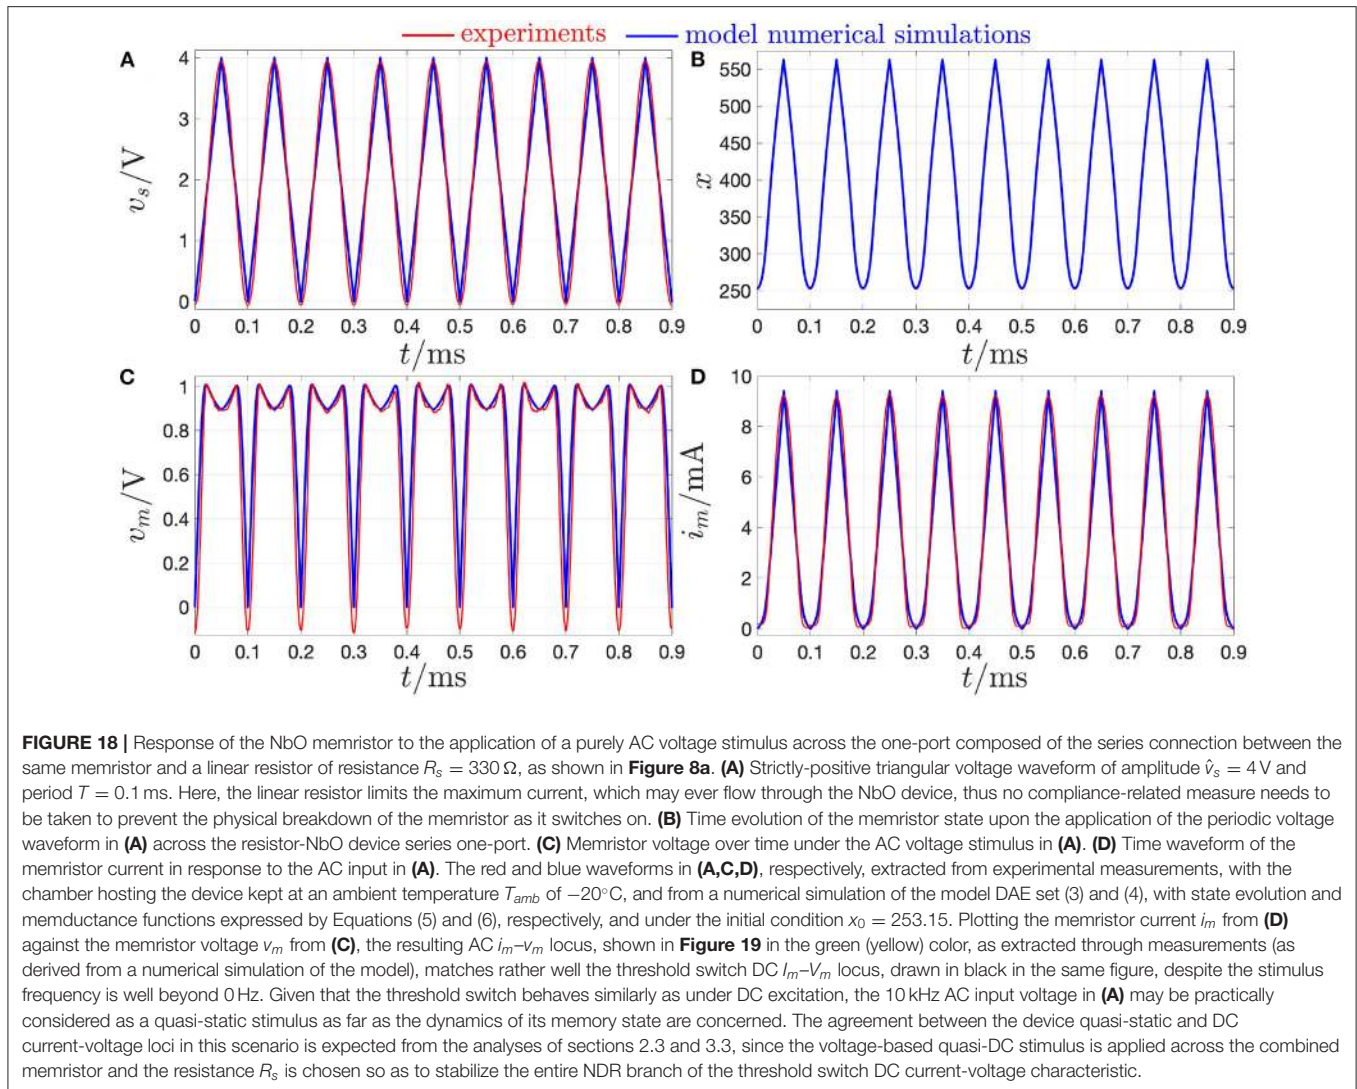 experiments model numerical simulations
A
4
3
2
1
0
v_s/V
0 0.1 0.2 0.3 0.4 0.5 0.6 0.7 0.8 0.9
t/ms
B
550
500
450
400
350
300
250
x
0 0.1 0.2 0.3 0.4 0.5 0.6 0.7 0.8 0.9
t/ms
C
1
0.8
0.6
0.4
0.2
0
v_m/V
0 0.1 0.2 0.3 0.4 0.5 0.6 0.7 0.8 0.9
t/ms
D
10
8
6
4
2
0
i_m/mA
0 0.1 0.2 0.3 0.4 0.5 0.6 0.7 0.8 0.9
t/ms
FIGURE 18 | Response of the NbO memristor to the application of a purely AC voltage stimulus across the one-port composed of the series connection between the
same memristor and a linear resistor of resistance R_s = 330 Ω, as shown in Figure 8a. (A) Strictly-positive triangular voltage waveform of amplitude v̂_s = 4 V and
period T = 0.1 ms. Here, the linear resistor limits the maximum current, which may ever flow through the NbO device, thus no compliance-related measure needs to
be taken to prevent the physical breakdown of the memristor as it switches on. (B) Time evolution of the memristor state upon the application of the periodic voltage
waveform in (A) across the resistor-NbO device series one-port. (C) Memristor voltage over time under the AC voltage stimulus in (A). (D) Time waveform of the
memristor current in response to the AC input in (A). The red and blue waveforms in (A,C,D), respectively, extracted from experimental measurements, with the
chamber hosting the device kept at an ambient temperature T_amb of −20°C, and from a numerical simulation of the model DAE set (3) and (4), with state evolution and
memductance functions expressed by Equations (5) and (6), respectively, and under the initial condition x_0 = 253.15. Plotting the memristor current i_m from (D)
against the memristor voltage v_m from (C), the resulting AC i_m–v_m locus, shown in Figure 19 in the green (yellow) color, as extracted through measurements (as
derived from a numerical simulation of the model), matches rather well the threshold switch DC I_m–V_m locus, drawn in black in the same figure, despite the stimulus
frequency is well beyond 0 Hz. Given that the threshold switch behaves similarly as under DC excitation, the 10 kHz AC input voltage in (A) may be practically
considered as a quasi-static stimulus as far as the dynamics of its memory state are concerned. The agreement between the device quasi-static and DC
current-voltage loci in this scenario is expected from the analyses of sections 2.3 and 3.3, since the voltage-based quasi-DC stimulus is applied across the combined
memristor and the resistance R_s is chosen so as to stabilize the entire NDR branch of the threshold switch DC current-voltage characteristic.